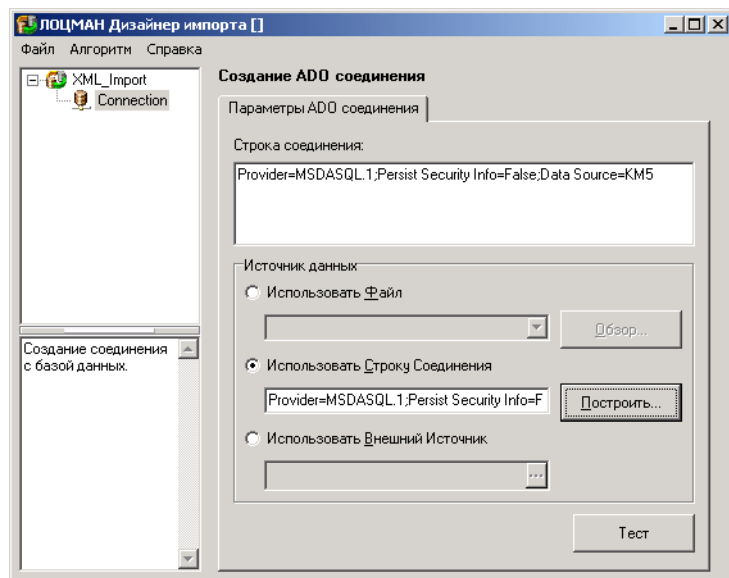 ЛОЦМАН Дизайнер импорта []
Файл Алгоритм Справка
XML_Import
Connection
Создание соединения
с базой данных.
Создание ADO соединения
Параметры ADO соединения
Строка соединения:
Provider=MSDASQL.1;Persist Security Info=False;Data Source=KM5
Источник данных
Использовать Файл
Обзор...
Использовать Строку Соединения
Provider=MSDASQL.1;Persist Security Info=F
Построить...
Использовать Внешний Источник
...
Тест